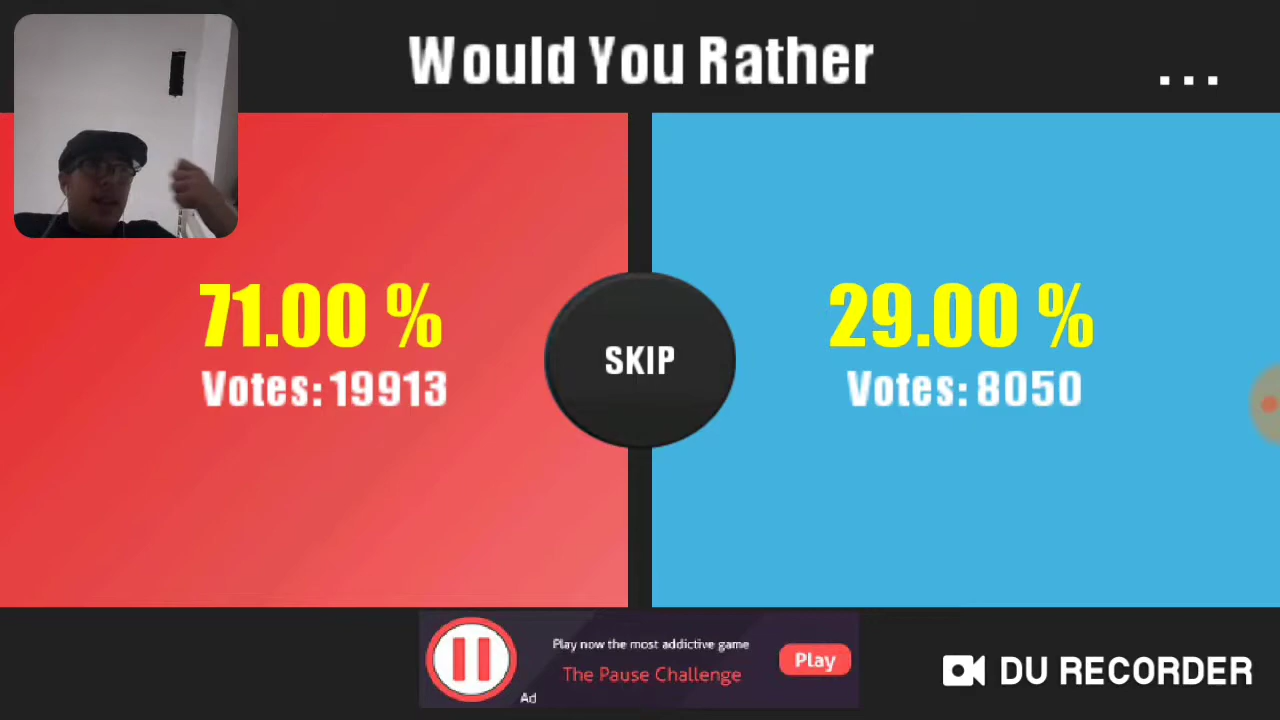 Would You Rather
...
71.00 %
Votes: 19913
SKIP
29.00 %
Votes: 8050
Play now the most addictive game
The Pause Challenge
Play
Ad
DU RECORDER